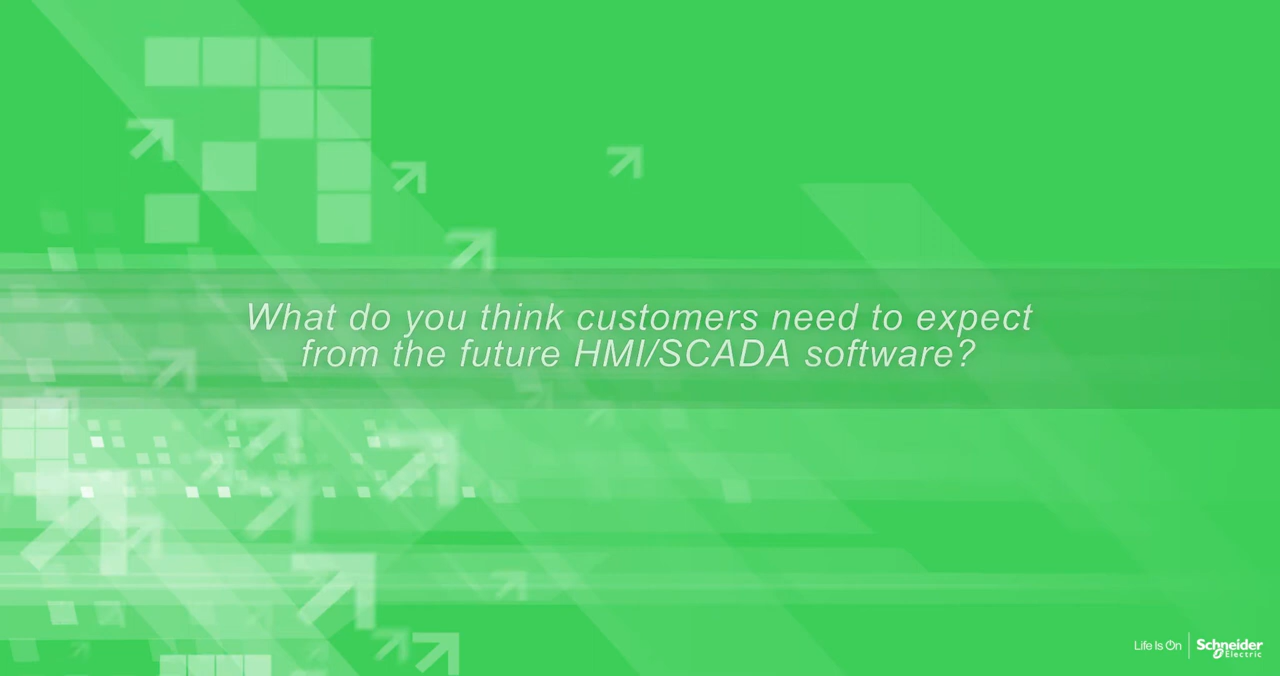 What do you think customers need to expect
from the future HMI/SCADA software?
Life Is On
Schneider
Electric